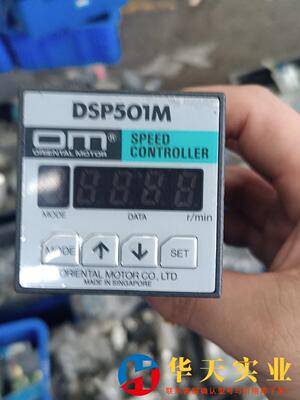 DSP501M
OM®
ORIENTAL MOTOR
SPEED
CONTROLLER
MODE DATA r/min
MODE SET
ORIENTAL MOTOR CO., LTD.
MADE IN SINGAPORE
华天实业